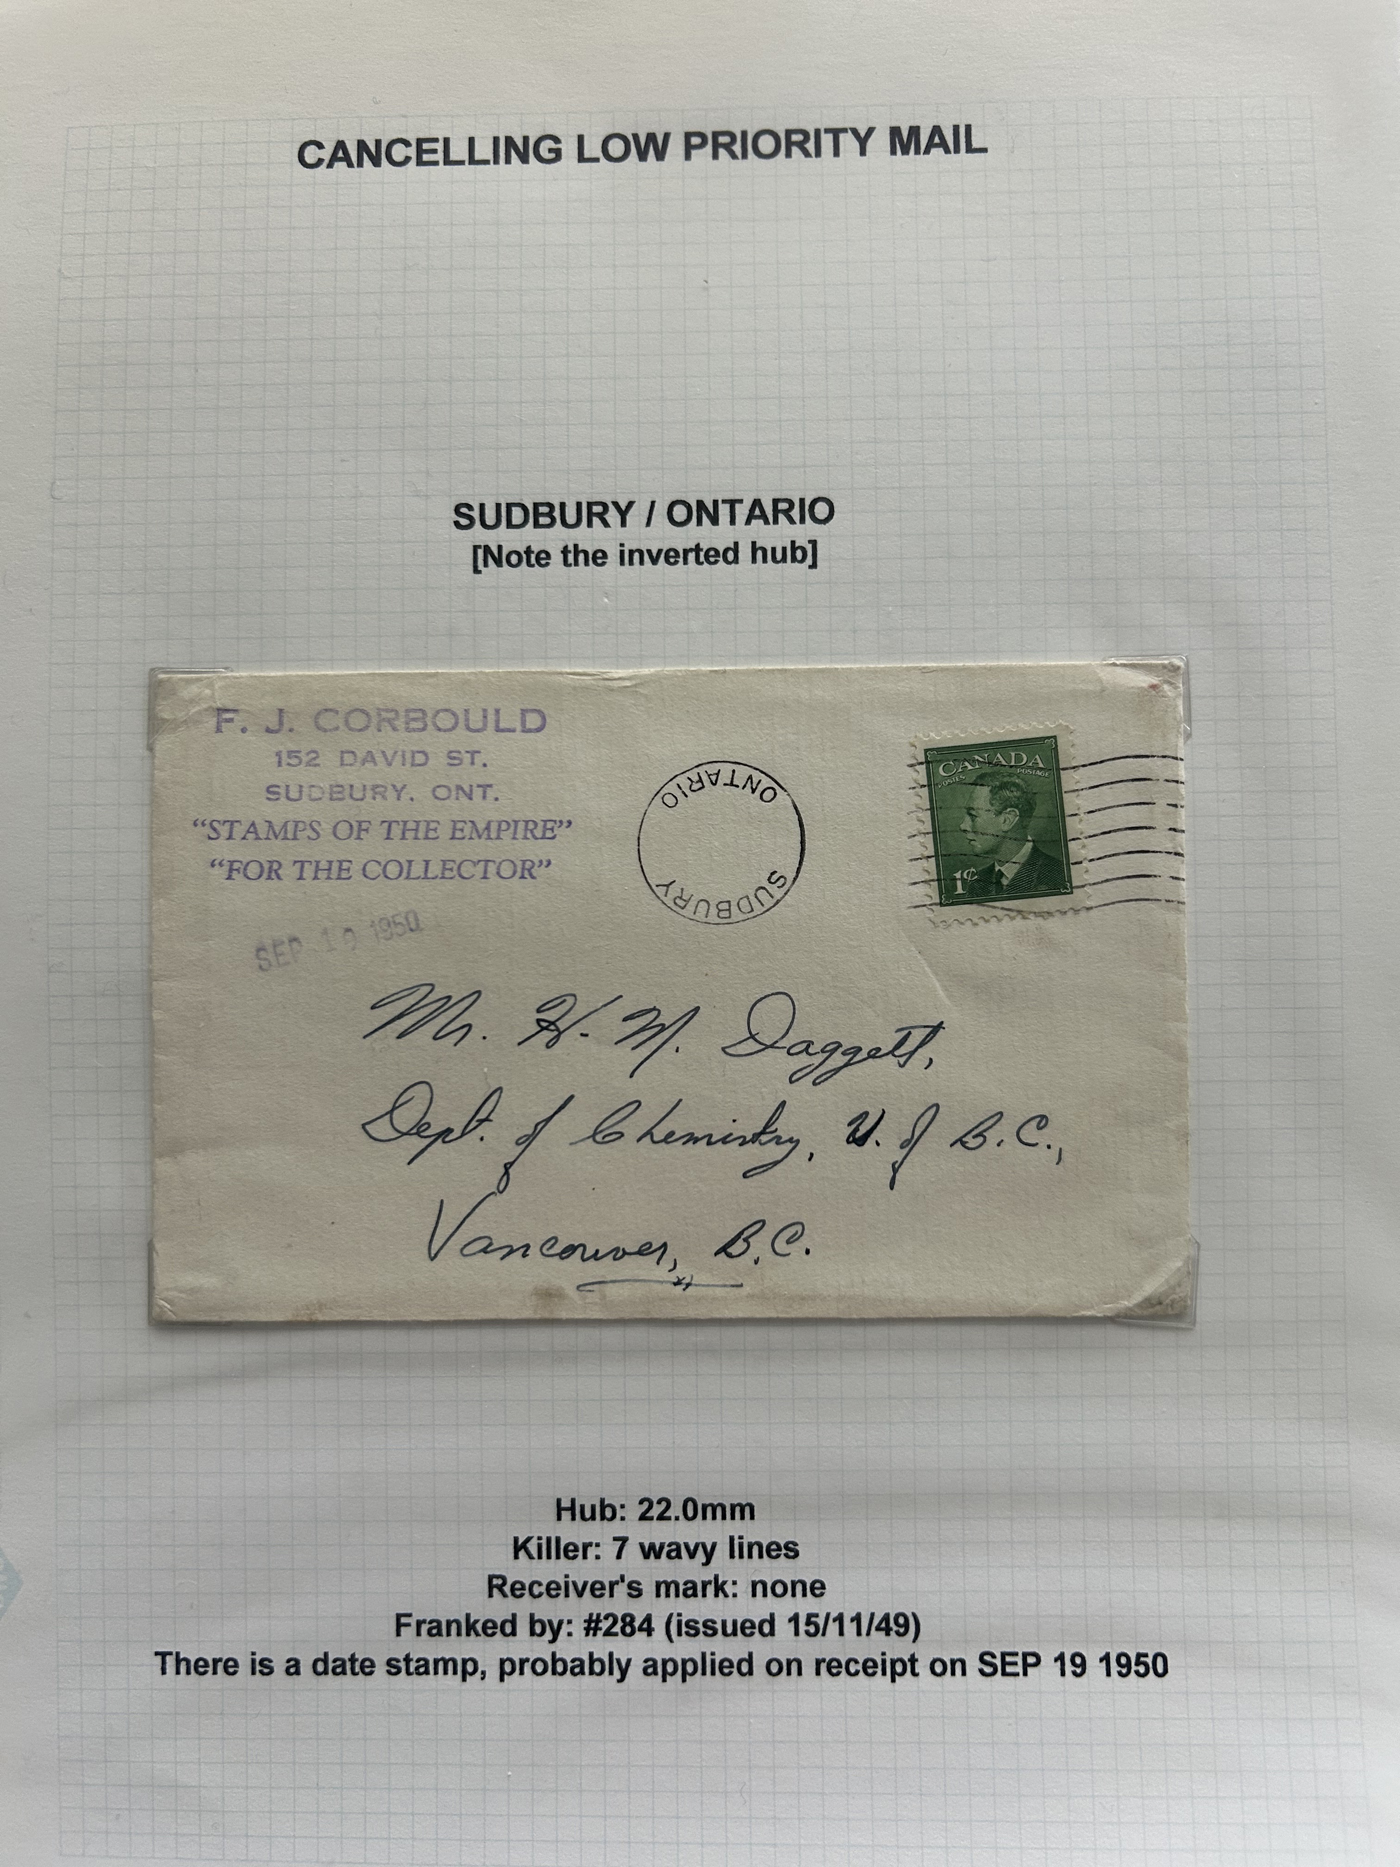 CANCELLING LOW PRIORITY MAIL
SUDBURY / ONTARIO
[Note the inverted hub]
F. J. CORBOULD
152 DAVID ST.
SUDBURY, ONT.
“STAMPS OF THE EMPIRE”
“FOR THE COLLECTOR”
SEP 19 1950
SUDBURY
ONTARIO
CANADA
POSTES POSTAGE
1¢
Mr. H. M. Daggett,
Dept. of Chemistry, U. of B.C.,
Vancouver, B.C.
Hub: 22.0mm
Killer: 7 wavy lines
Receiver's mark: none
Franked by: #284 (issued 15/11/49)
There is a date stamp, probably applied on receipt on SEP 19 1950